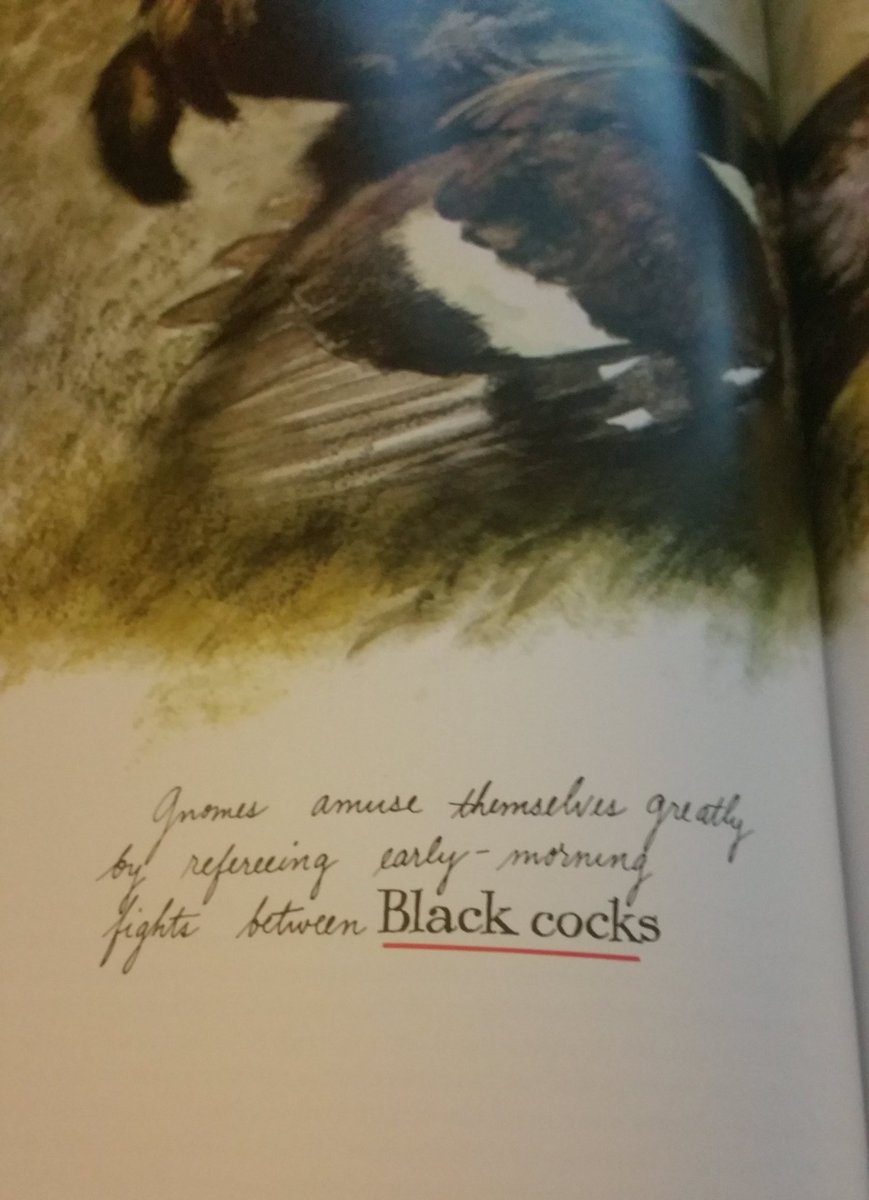 Gnomes amuse themselves greatly
by refereeing early-morning
fights between Black cocks